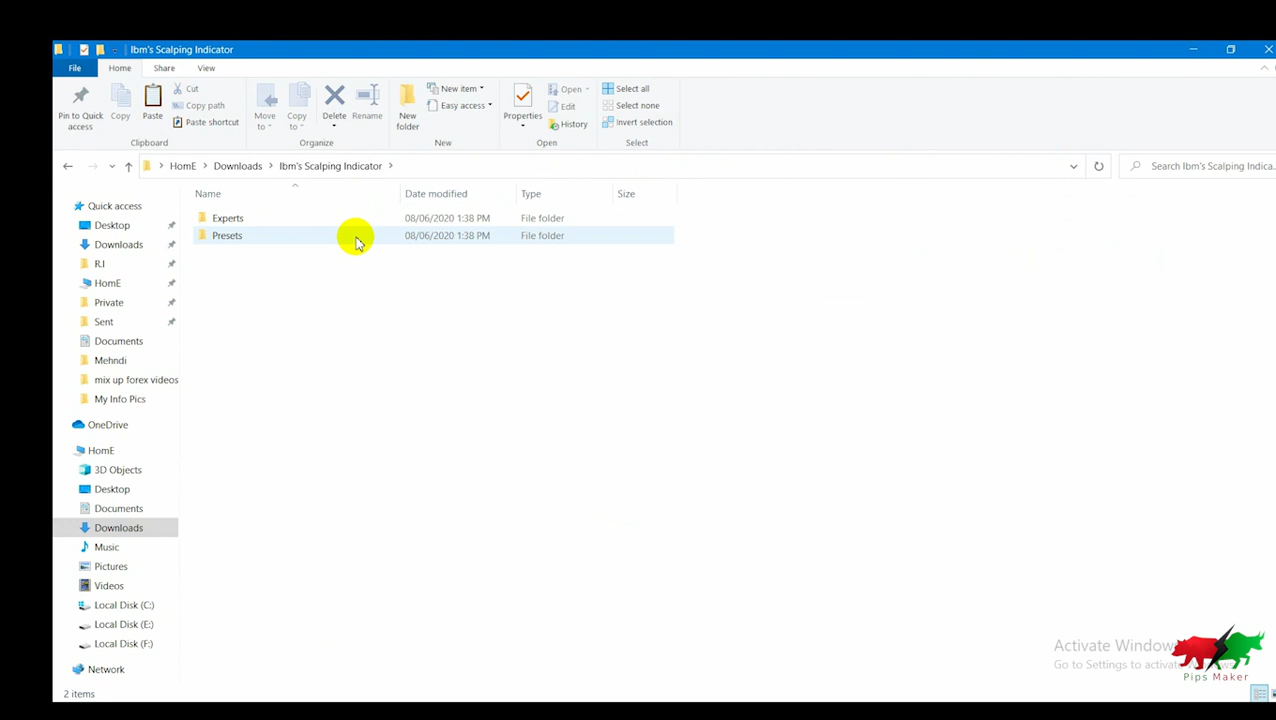 Ibm's Scalping Indicator
File Home Share View
Pin to Quick access
Copy
Paste
Cut
Copy path
Paste shortcut
Clipboard
Move to
Copy to
Delete
Rename
Organize
New folder
New item
Easy access
New
Properties
Open
Edit
History
Open
Select all
Select none
Invert selection
Select
HomE Downloads Ibm's Scalping Indicator
Search Ibm's Scalping Indica...
Name Date modified Type Size
Experts 08/06/2020 1:38 PM File folder
Presets 08/06/2020 1:38 PM File folder
Quick access
Desktop
Downloads
R.I
HomE
Private
Sent
Documents
Mehndi
mix up forex videos
My Info Pics
OneDrive
HomE
3D Objects
Desktop
Documents
Downloads
Music
Pictures
Videos
Local Disk (C:)
Local Disk (E:)
Local Disk (F:)
Network
2 items
Activate Window
Go to Settings to activate
Pips Maker